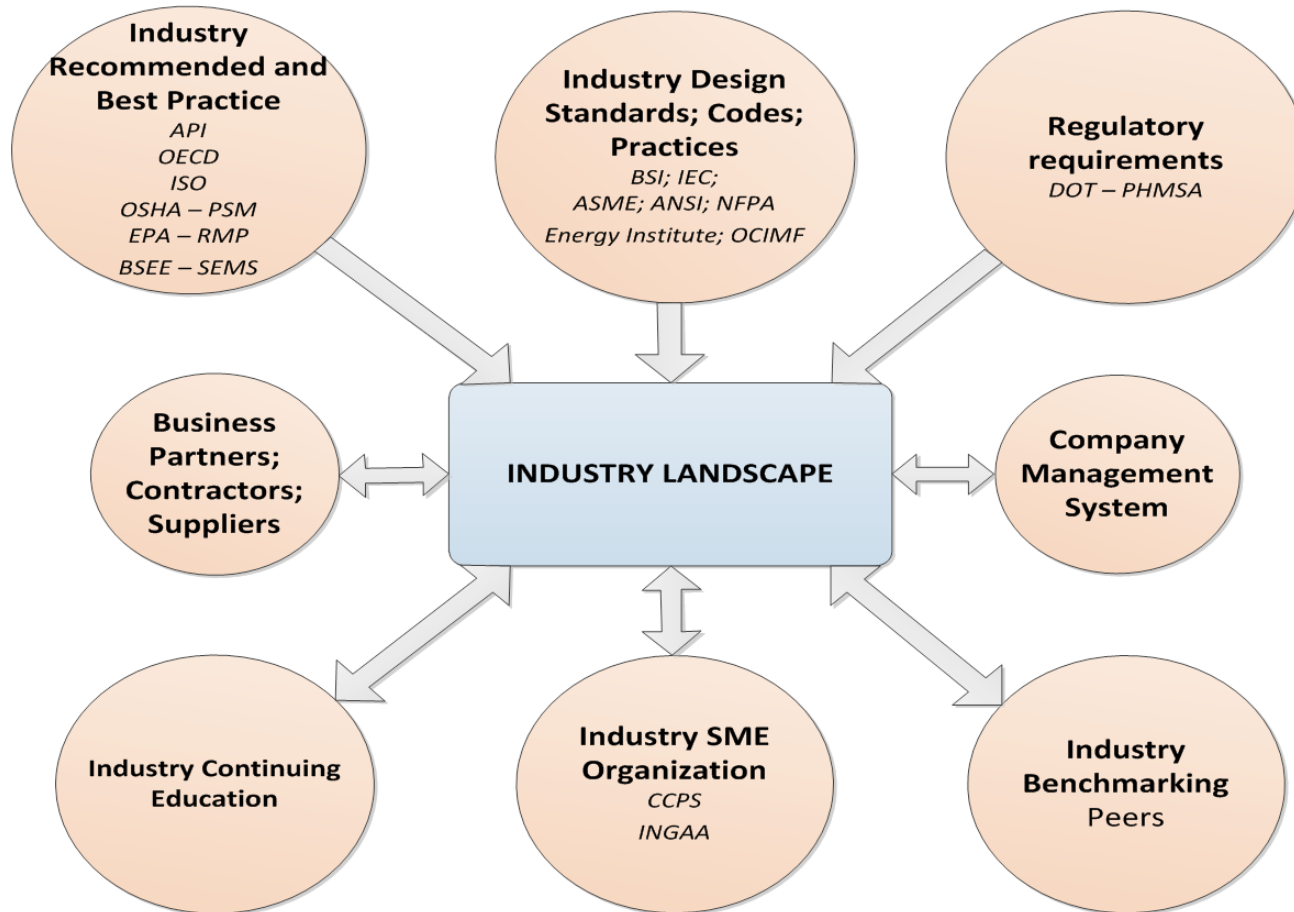 Industry
Recommended and
Best Practice
API
OECD
ISO
OSHA – PSM
EPA – RMP
BSEE – SEMS
Industry Design
Standards; Codes;
Practices
BSI; IEC;
ASME; ANSI; NFPA
Energy Institute; OCIMF
Regulatory
requirements
DOT – PHMSA
Business
Partners;
Contractors;
Suppliers
INDUSTRY LANDSCAPE
Company
Management
System
Industry Continuing
Education
Industry SME
Organization
CCPS
INGAA
Industry
Benchmarking
Peers